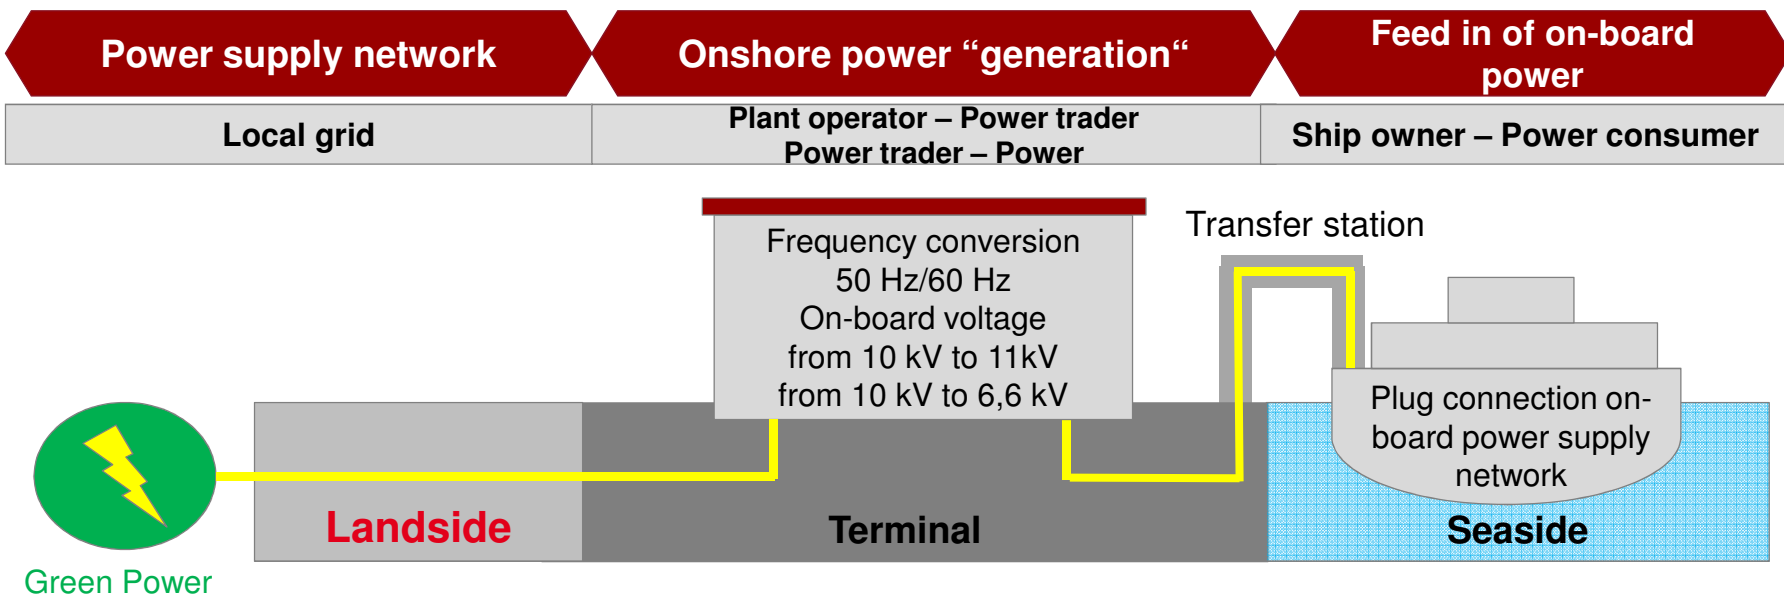 Power supply network
Onshore power “generation“
Feed in of on-board
power
Local grid
Plant operator – Power trader
Power trader – Power
Ship owner – Power consumer
Transfer station
Frequency conversion
50 Hz/60 Hz
On-board voltage
from 10 kV to 11kV
from 10 kV to 6,6 kV
Plug connection on-
board power supply
network
Landside
Terminal
Seaside
Green Power